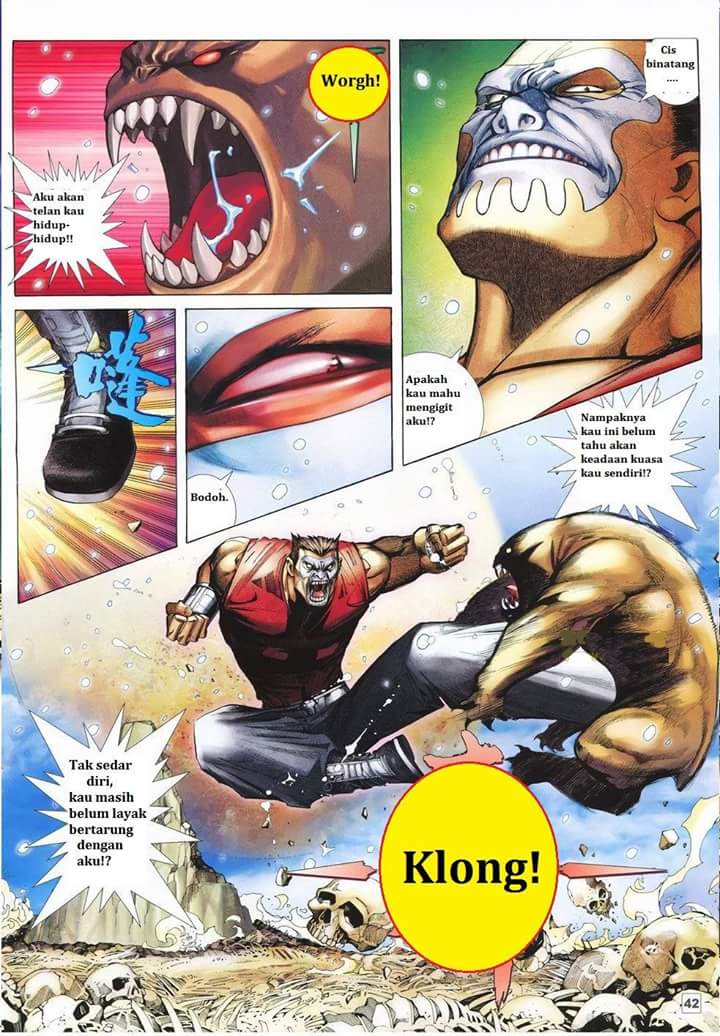 Worgh!
Aku akan
telan kau
hidup-
hidup!!
Cis
binatang
....
Apakah
kau mahu
mengigit
aku!?
嗵
Bodoh.
Nampaknya
kau ini belum
tahu akan
keadaan kuasa
kau sendiri!?
Tak sedar
diri,
kau masih
belum layak
bertarung
dengan
aku!?
Klong!
42